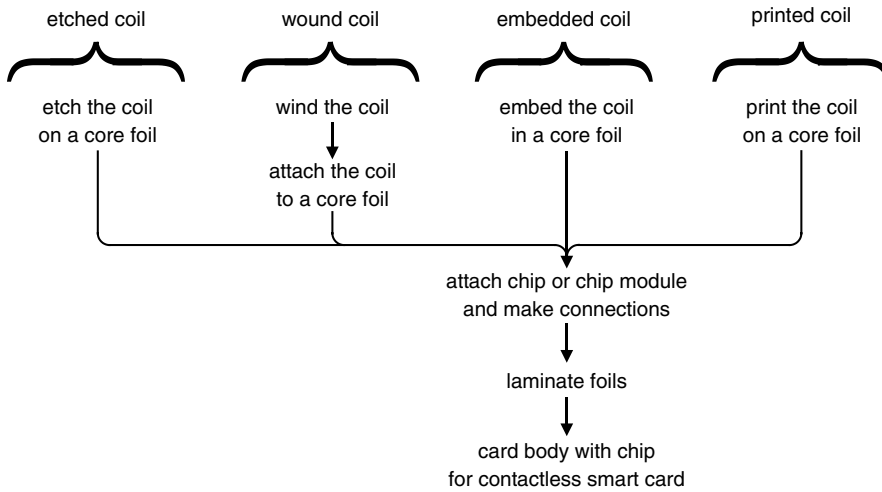 etched coil
wound coil
embedded coil
printed coil
etch the coil
on a core foil
wind the coil
embed the coil
in a core foil
print the coil
on a core foil
attach the coil
to a core foil
attach chip or chip module
and make connections
laminate foils
card body with chip
for contactless smart card